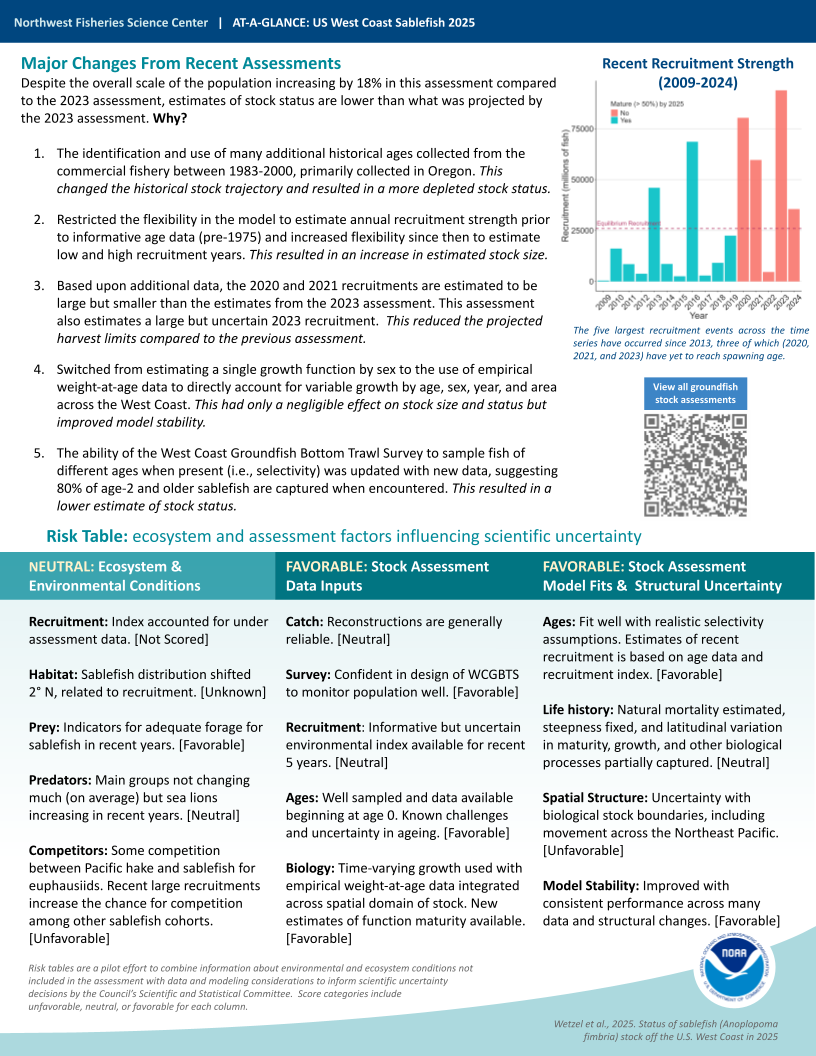 Northwest Fisheries Science Center | AT-A-GLANCE: US West Coast Sablefish 2025
Major Changes From Recent Assessments
Despite the overall scale of the population increasing by 18% in this assessment compared
to the 2023 assessment, estimates of stock status are lower than what was projected by
the 2023 assessment. Why?
1. The identification and use of many additional historical ages collected from the
commercial fishery between 1983-2000, primarily collected in Oregon. This
changed the historical stock trajectory and resulted in a more depleted stock status.
2. Restricted the flexibility in the model to estimate annual recruitment strength prior
to informative age data (pre-1975) and increased flexibility since then to estimate
low and high recruitment years. This resulted in an increase in estimated stock size.
3. Based upon additional data, the 2020 and 2021 recruitments are estimated to be
large but smaller than the estimates from the 2023 assessment. This assessment
also estimates a large but uncertain 2023 recruitment. This reduced the projected
harvest limits compared to the previous assessment.
4. Switched from estimating a single growth function by sex to the use of empirical
weight-at-age data to directly account for variable growth by age, sex, year, and area
across the West Coast. This had only a negligible effect on stock size and status but
improved model stability.
5. The ability of the West Coast Groundfish Bottom Trawl Survey to sample fish of
different ages when present (i.e., selectivity) was updated with new data, suggesting
80% of age-2 and older sablefish are captured when encountered. This resulted in a
lower estimate of stock status.
Recent Recruitment Strength
(2009-2024)
Mature (> 50%) by 2025
No
Yes
75000
50000
25000
0
Equilibrium Recruitment
Recruitment (millions of fish)
2009 2010 2011 2012 2013 2014 2015 2016 2017 2018 2019 2020 2021 2022 2023 2024
Year
The five largest recruitment events across the time
series have occurred since 2013, three of which (2020,
2021, and 2023) have yet to reach spawning age.
View all groundfish
stock assessments
Risk Table: ecosystem and assessment factors influencing scientific uncertainty
NEUTRAL: Ecosystem &
Environmental Conditions
Recruitment: Index accounted for under
assessment data. [Not Scored]
Habitat: Sablefish distribution shifted
2° N, related to recruitment. [Unknown]
Prey: Indicators for adequate forage for
sablefish in recent years. [Favorable]
Predators: Main groups not changing
much (on average) but sea lions
increasing in recent years. [Neutral]
Competitors: Some competition
between Pacific hake and sablefish for
euphausiids. Recent large recruitments
increase the chance for competition
among other sablefish cohorts.
[Unfavorable]
FAVORABLE: Stock Assessment
Data Inputs
Catch: Reconstructions are generally
reliable. [Neutral]
Survey: Confident in design of WCGBTS
to monitor population well. [Favorable]
Recruitment: Informative but uncertain
environmental index available for recent
5 years. [Neutral]
Ages: Well sampled and data available
beginning at age 0. Known challenges
and uncertainty in ageing. [Favorable]
Biology: Time-varying growth used with
empirical weight-at-age data integrated
across spatial domain of stock. New
estimates of function maturity available.
[Favorable]
FAVORABLE: Stock Assessment
Model Fits & Structural Uncertainty
Ages: Fit well with realistic selectivity
assumptions. Estimates of recent
recruitment is based on age data and
recruitment index. [Favorable]
Life history: Natural mortality estimated,
steepness fixed, and latitudinal variation
in maturity, growth, and other biological
processes partially captured. [Neutral]
Spatial Structure: Uncertainty with
biological stock boundaries, including
movement across the Northeast Pacific.
[Unfavorable]
Model Stability: Improved with
consistent performance across many
data and structural changes. [Favorable]
Risk tables are a pilot effort to combine information about environmental and ecosystem conditions not
included in the assessment with data and modeling considerations to inform scientific uncertainty
decisions by the Council's Scientific and Statistical Committee. Score categories include
unfavorable, neutral, or favorable for each column.
NATIONAL OCEANIC AND ATMOSPHERIC ADMINISTRATION
NOAA
U.S. DEPARTMENT OF COMMERCE
Wetzel et al., 2025. Status of sablefish (Anoplopoma
fimbria) stock off the U.S. West Coast in 2025